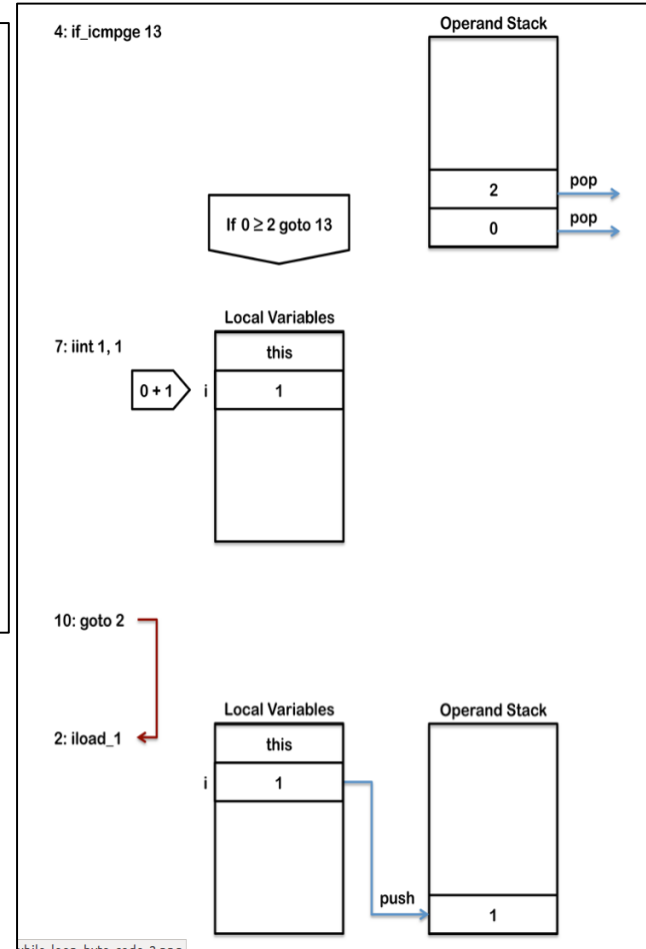 4: if_icmpge 13
Operand Stack
2
pop
0
pop
If 0 ≥ 2 goto 13
Local Variables
7: iint 1, 1
this
0 + 1
i
1
10: goto 2
Local Variables
Operand Stack
2: iload_1
this
i
1
push
1